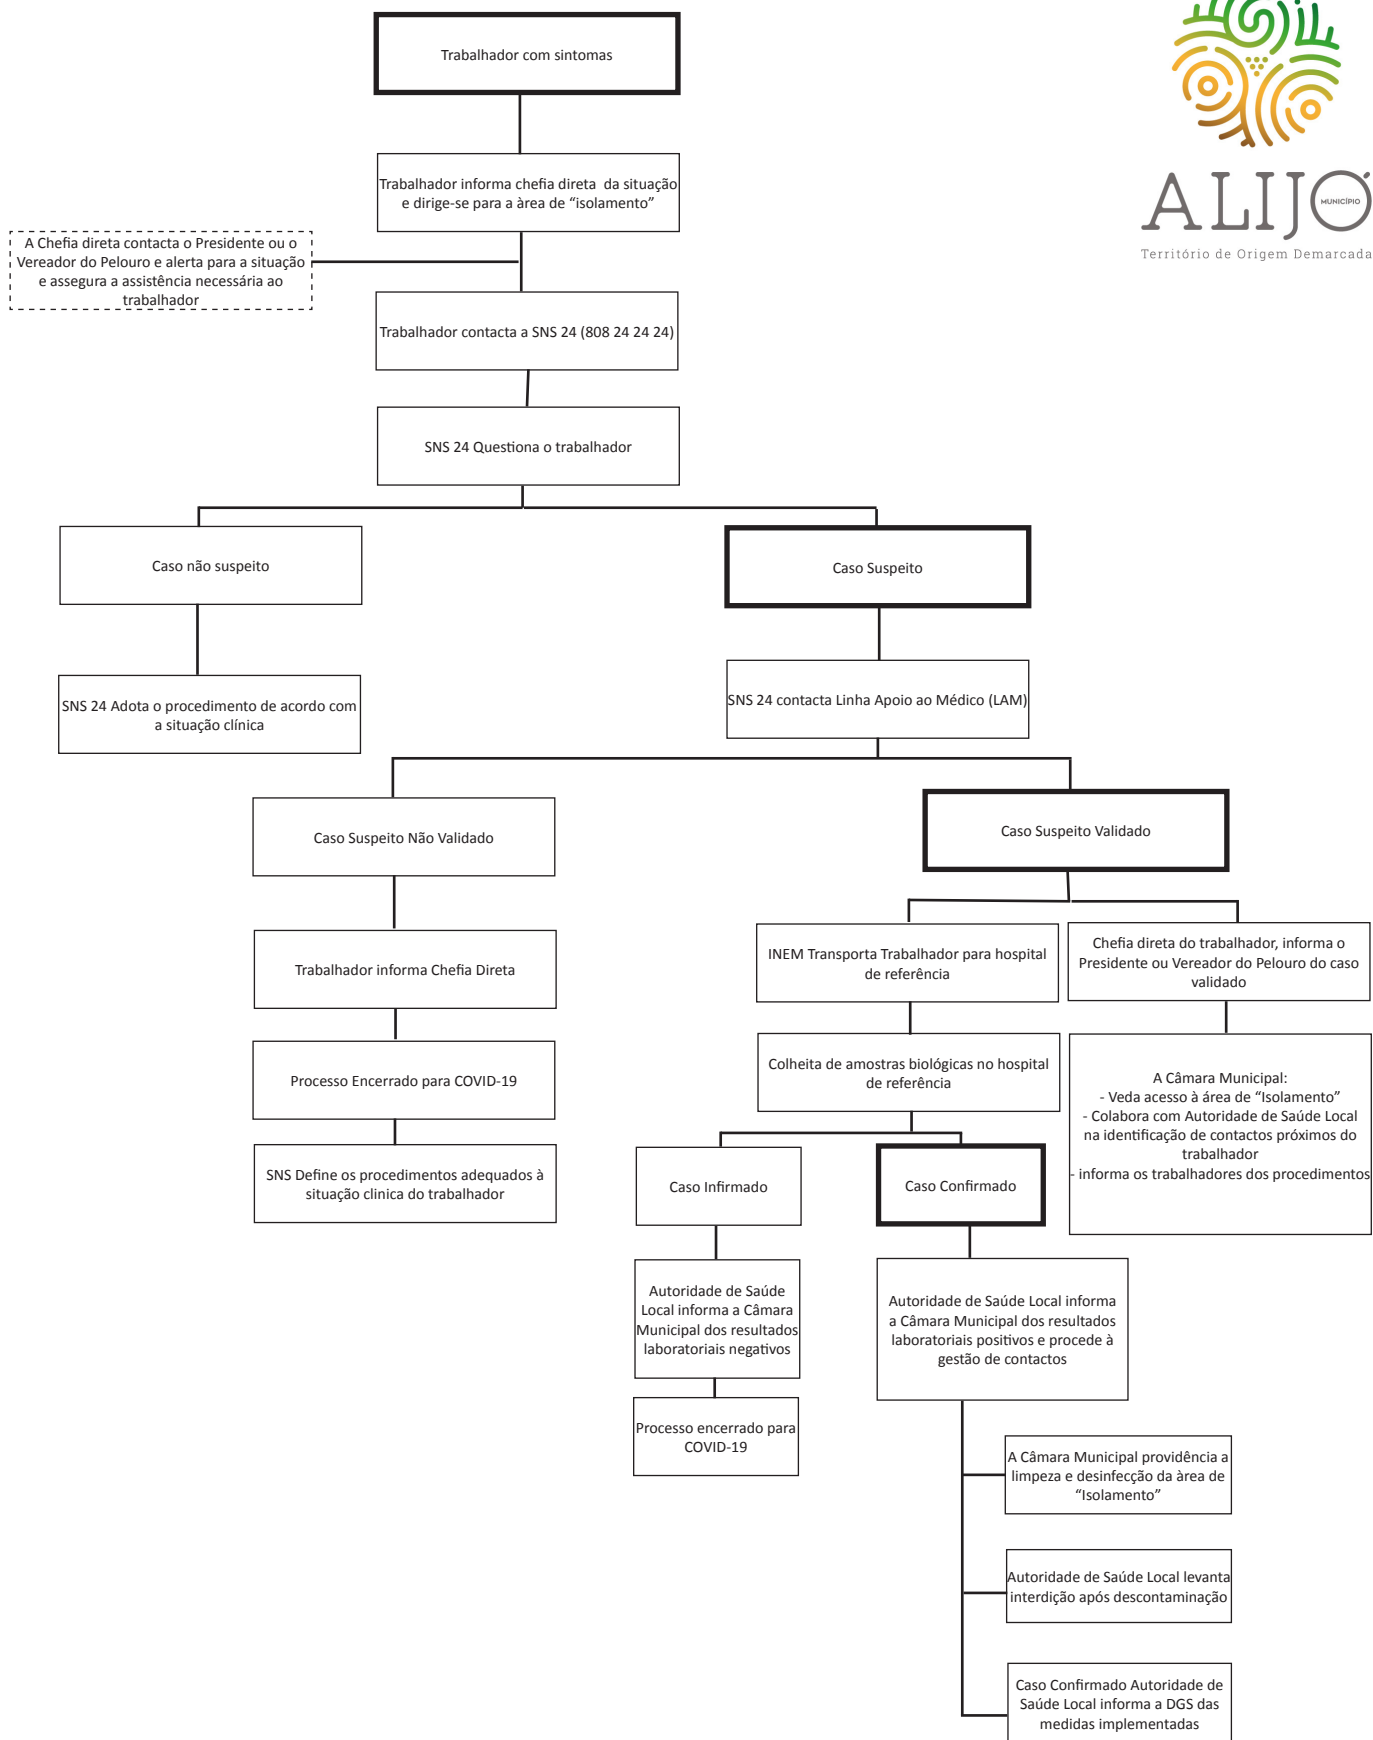 Trabalhador com sintomas
ALIJÓ
MUNICÍPIO
Território de Origem Demarcada
Trabalhador informa chefia direta da situação
e dirige-se para a àrea de “isolamento”
A Chefia direta contacta o Presidente ou o
Vereador do Pelouro e alerta para a situação
e assegura a assistência necessária ao
trabalhador
Trabalhador contacta a SNS 24 (808 24 24 24)
SNS 24 Questiona o trabalhador
Caso não suspeito
Caso Suspeito
SNS 24 Adota o procedimento de acordo com
a situação clínica
SNS 24 contacta Linha Apoio ao Médico (LAM)
Caso Suspeito Não Validado
Caso Suspeito Validado
Trabalhador informa Chefia Direta
INEM Transporta Trabalhador para hospital
de referência
Chefia direta do trabalhador, informa o
Presidente ou Vereador do Pelouro do caso
validado
Processo Encerrado para COVID-19
Colheita de amostras biológicas no hospital
de referência
A Câmara Municipal:
- Veda acesso à área de “Isolamento”
- Colabora com Autoridade de Saúde Local
na identificação de contactos próximos do
trabalhador
- informa os trabalhadores dos procedimentos
SNS Define os procedimentos adequados à
situação clinica do trabalhador
Caso Infirmado
Caso Confirmado
Autoridade de Saúde
Local informa a Câmara
Municipal dos resultados
laboratoriais negativos
Autoridade de Saúde Local informa
a Câmara Municipal dos resultados
laboratoriais positivos e procede à
gestão de contactos
Processo encerrado para
COVID-19
A Câmara Municipal providência a
limpeza e desinfecção da àrea de
“Isolamento”
Autoridade de Saúde Local levanta
interdição após descontaminação
Caso Confirmado Autoridade de
Saúde Local informa a DGS das
medidas implementadas